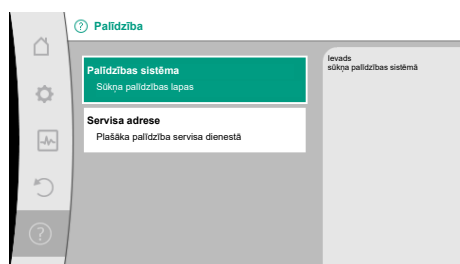 Palīdzība
Palīdzības sistēma
Sūkņa palīdzības lapas
Servisa adrese
Plašāka palīdzība servisa dienestā
Ievads
sūkņa palīdzības sistēmā